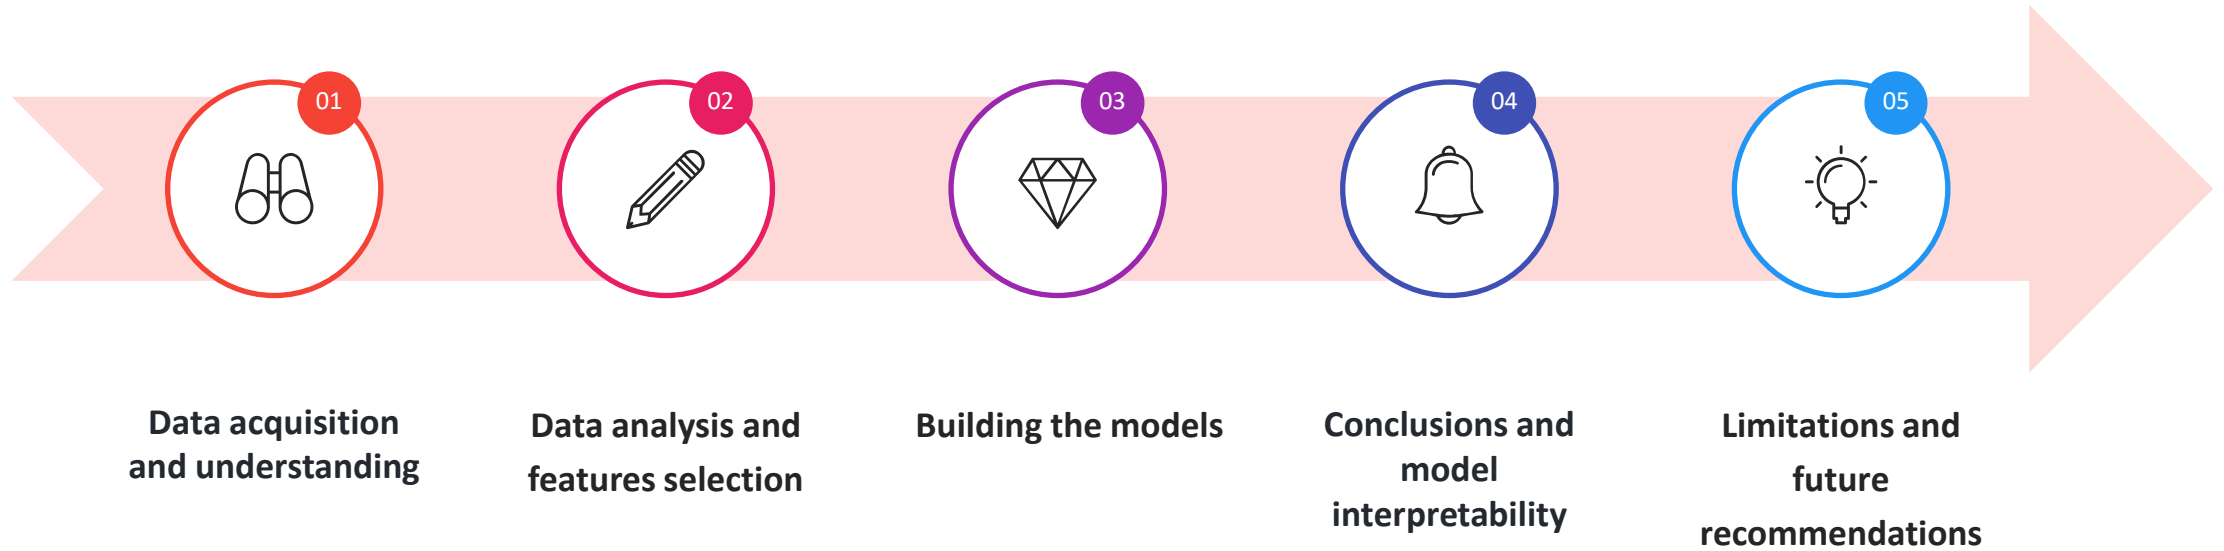 01
02
03
04
05
Data acquisition
and understanding
Data analysis and
features selection
Building the models
Conclusions and
model
interpretability
Limitations and
future
recommendations